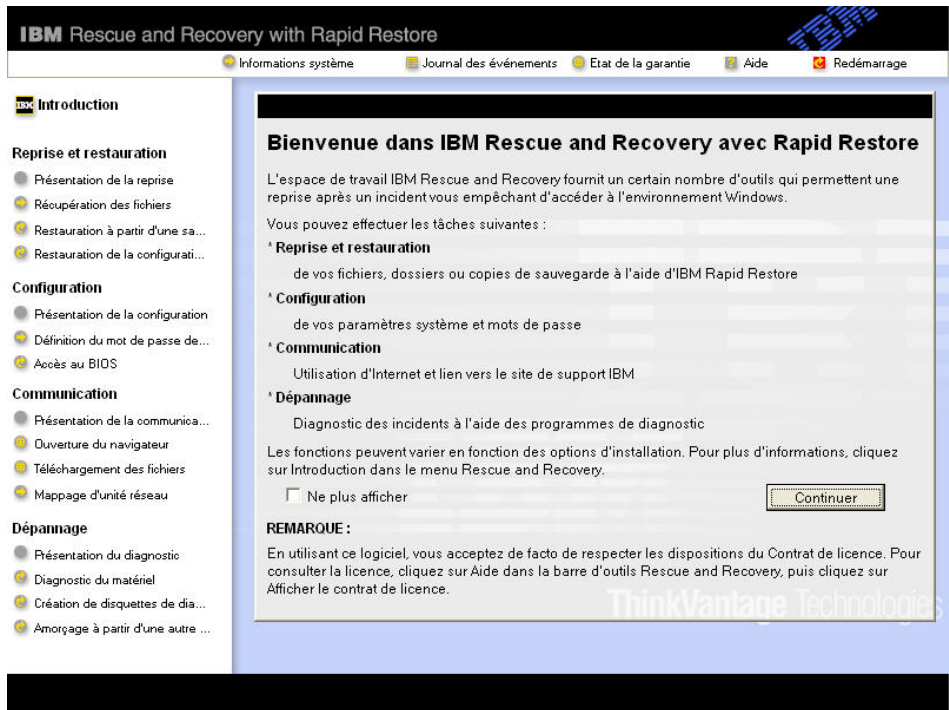 IBM Rescue and Recovery with Rapid Restore
IBM
Informations système
Journal des événements
Etat de la garantie
Aide
Redémarrage
IBM Introduction
Reprise et restauration
Présentation de la reprise
Récupération des fichiers
Restauration à partir d'une sa...
Restauration de la configurati...
Configuration
Présentation de la configuration
Définition du mot de passe de...
Accès au BIOS
Communication
Présentation de la communica...
Ouverture du navigateur
Téléchargement des fichiers
Mappage d'unité réseau
Dépannage
Présentation du diagnostic
Diagnostic du matériel
Création de disquettes de dia...
Amorçage à partir d'une autre ...
Bienvenue dans IBM Rescue and Recovery avec Rapid Restore
L'espace de travail IBM Rescue and Recovery fournit un certain nombre d'outils qui permettent une
reprise après un incident vous empêchant d'accéder à l'environnement Windows.
Vous pouvez effectuer les tâches suivantes :
* Reprise et restauration
de vos fichiers, dossiers ou copies de sauvegarde à l'aide d'IBM Rapid Restore
* Configuration
de vos paramètres système et mots de passe
* Communication
Utilisation d'Internet et lien vers le site de support IBM
* Dépannage
Diagnostic des incidents à l'aide des programmes de diagnostic
Les fonctions peuvent varier en fonction des options d'installation. Pour plus d'informations, cliquez
sur Introduction dans le menu Rescue and Recovery.
Ne plus afficher
Continuer
REMARQUE :
En utilisant ce logiciel, vous acceptez de facto de respecter les dispositions du Contrat de licence. Pour
consulter la licence, cliquez sur Aide dans la barre d'outils Rescue and Recovery, puis cliquez sur
Afficher le contrat de licence.
ThinkVantage Technologies